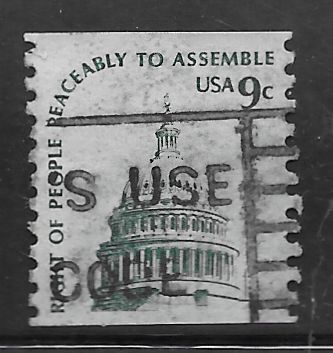 RIGHT OF PEOPLE PEACEABLY TO ASSEMBLE
USA 9c
S USE
CODE